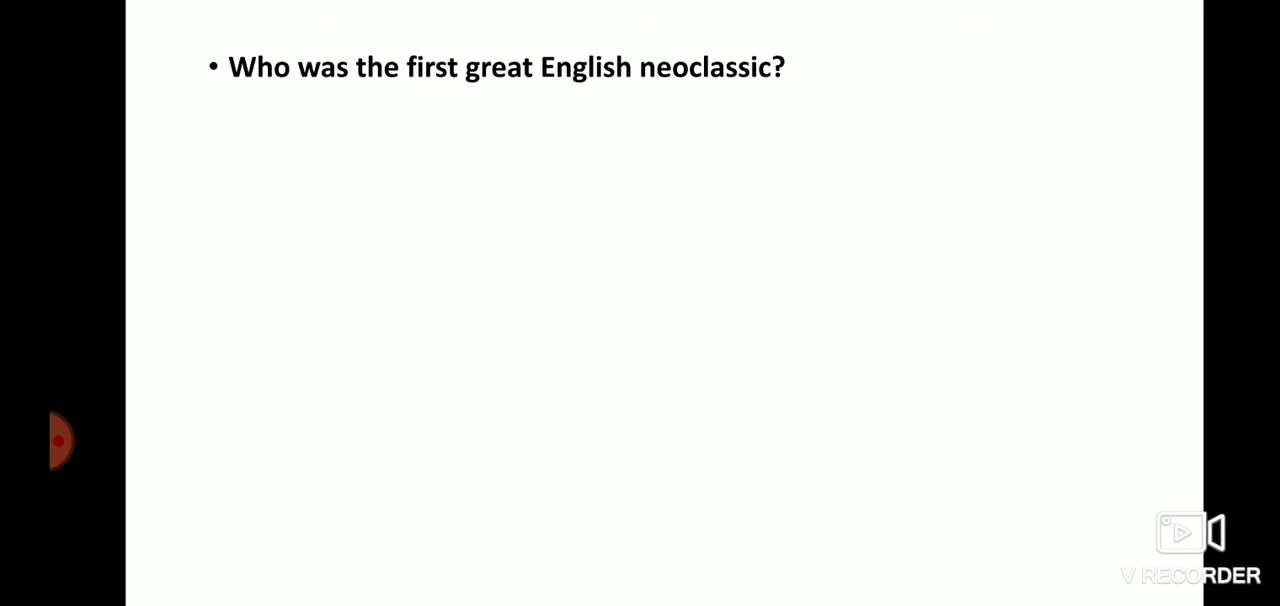 • Who was the first great English neoclassic?
V RECORDER